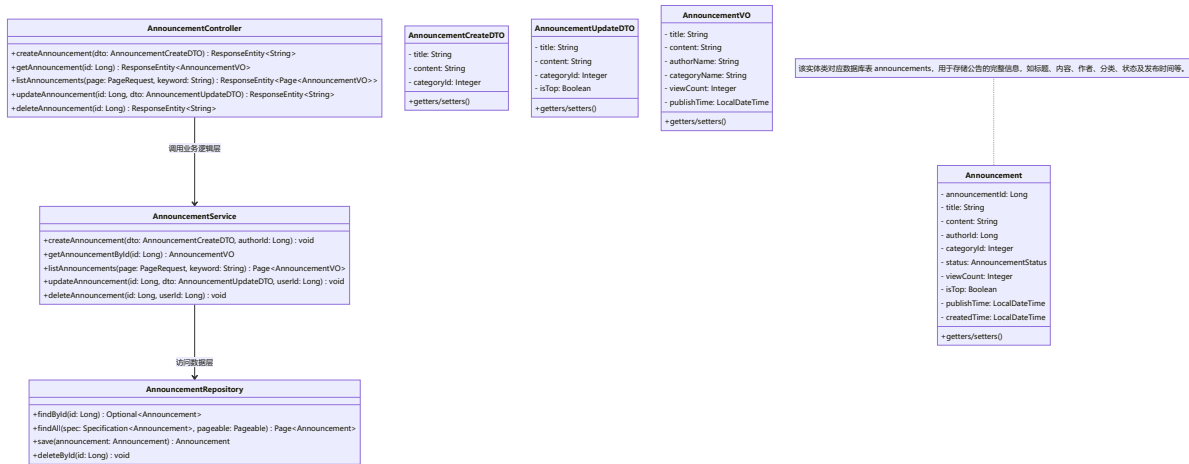 AnnouncementController
+createAnnouncement(dto: AnnouncementCreateDTO) : ResponseEntity<String>
+getAnnouncement(id: Long) : ResponseEntity<AnnouncementVO>
+listAnnouncements(page: PageRequest, keyword: String) : ResponseEntity<Page<AnnouncementVO>>
+updateAnnouncement(id: Long, dto: AnnouncementUpdateDTO) : ResponseEntity<String>
+deleteAnnouncement(id: Long) : ResponseEntity<String>
AnnouncementCreateDTO
- title: String
- content: String
- categoryId: Integer
+getters/setters()
AnnouncementUpdateDTO
- title: String
- content: String
- categoryId: Integer
- isTop: Boolean
+getters/setters()
AnnouncementVO
- title: String
- content: String
- authorName: String
- categoryName: String
- viewCount: Integer
- publishTime: LocalDateTime
+getters/setters()
该实体类对应数据库表 announcements，用于存储公告的完整信息，如标题、内容、作者、分类、状态及发布时间等。
调用业务逻辑层
Announcement
- announcementId: Long
- title: String
- content: String
- authorId: Long
- categoryId: Integer
- status: AnnouncementStatus
- viewCount: Integer
- isTop: Boolean
- publishTime: LocalDateTime
- createdTime: LocalDateTime
+getters/setters()
AnnouncementService
+createAnnouncement(dto: AnnouncementCreateDTO, authorId: Long) : void
+getAnnouncementById(id: Long) : AnnouncementVO
+listAnnouncements(page: PageRequest, keyword: String) : Page<AnnouncementVO>
+updateAnnouncement(id: Long, dto: AnnouncementUpdateDTO, userId: Long) : void
+deleteAnnouncement(id: Long, userId: Long) : void
访问数据层
AnnouncementRepository
+findById(id: Long) : Optional<Announcement>
+findAll(spec: Specification<Announcement>, pageable: Pageable) : Page<Announcement>
+save(announcement: Announcement) : Announcement
+deleteById(id: Long) : void